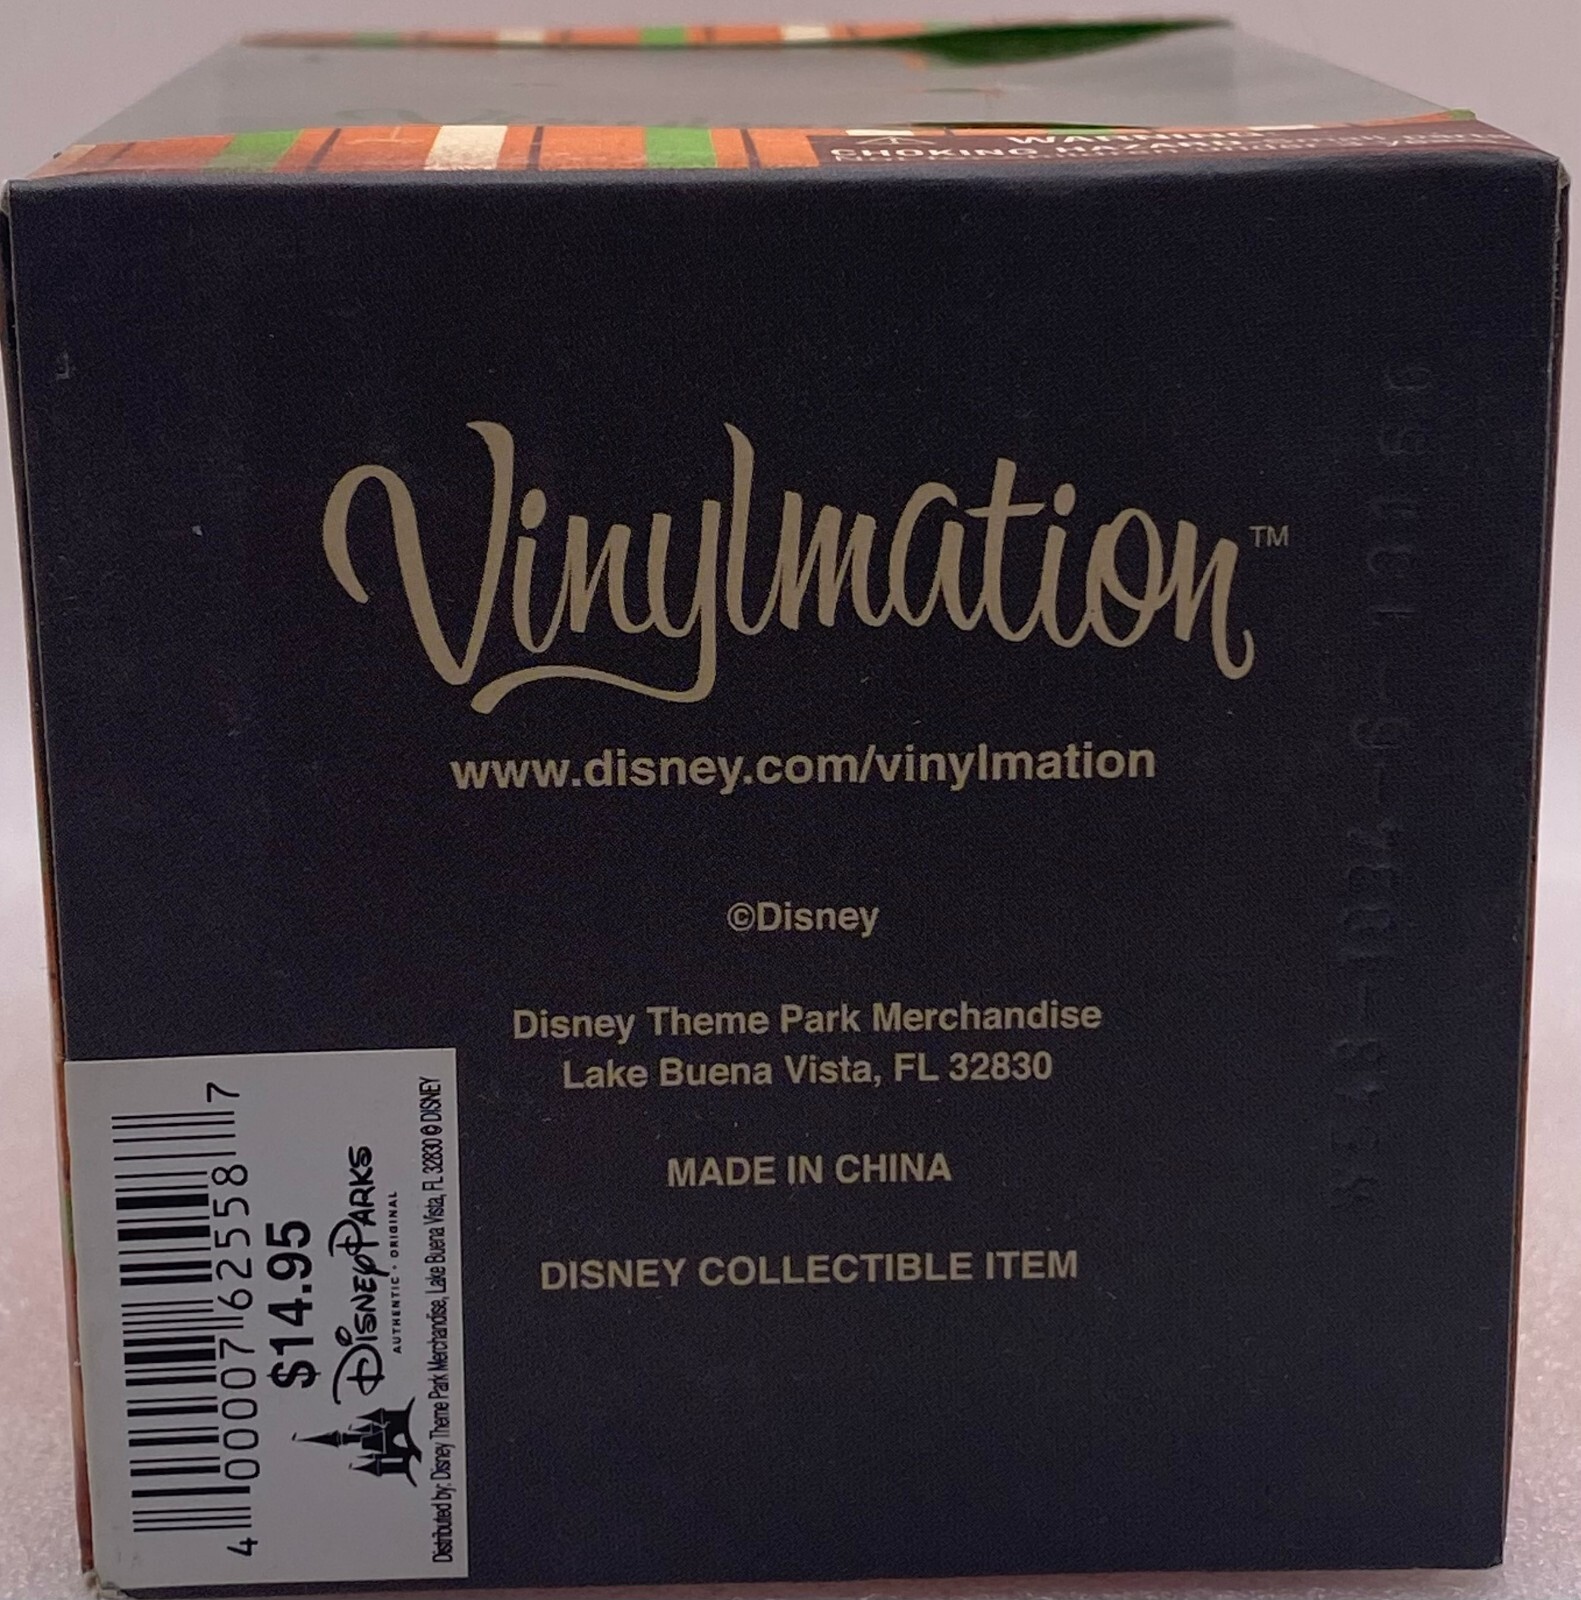 WARNING:
CHOKING HAZARD
Vinylmation™
www.disney.com/vinylmation
©Disney
Disney Theme Park Merchandise
Lake Buena Vista, FL 32830
MADE IN CHINA
DISNEY COLLECTIBLE ITEM
4 00007 62558 7
$14.95
Disney Parks
AUTHENTIC · ORIGINAL
Distributed by: Disney Theme Park Merchandise, Lake Buena Vista, FL 32830 © DISNEY